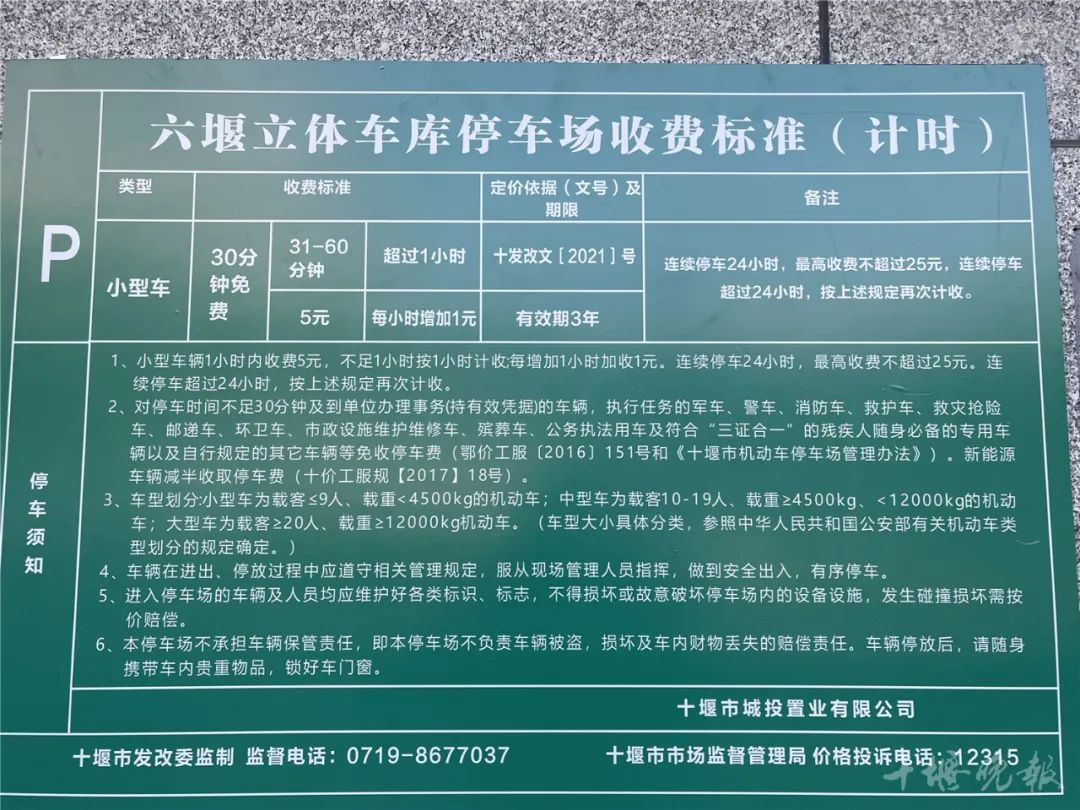 六堰立体车库停车场收费标准（计时）
P
类型
收费标准
定价依据（文号）及
期限
备注
小型车
30分
钟免
费
31-60
分钟
超过1小时
十发改文［2021］号
5元
每小时增加1元
有效期3年
连续停车24小时，最高收费不超过25元，连续停车
超过24小时，按上述规定再次计收。
停车须知
1、小型车辆1小时内收费5元，不足1小时按1小时计收;每增加1小时加收1元。连续停车24小时，最高收费不超过25元。连
续停车超过24小时，按上述规定再次计收。
2、对停车时间不足30分钟及到单位办理事务(持有效凭据)的车辆，执行任务的军车、警车、消防车、救护车、救灾抢险
车、邮递车、环卫车、市政设施维护维修车、殡葬车、公务执法用车及符合“三证合一”的残疾人随身必备的专用车
辆以及自行规定的其它车辆等免收停车费（鄂价工服〔2016〕151号和《十堰市机动车停车场管理办法》）。新能源
车辆减半收取停车费（十价工服规【2017】18号）。
3、车型划分:小型车为载客≤9人、载重<4500kg的机动车；中型车为载客10-19人、载重≥4500kg、<12000kg的机动
车；大型车为载客≥20人、载重≥12000kg机动车。（车型大小具体分类，参照中华人民共和国公安部有关机动车类
型划分的规定确定。）
4、车辆在进出、停放过程中应遵守相关管理规定，服从现场管理人员指挥，做到安全出入，有序停车。
5、进入停车场的车辆及人员均应维护好各类标识、标志，不得损坏或故意破坏停车场内的设备设施，发生碰撞损坏需按
价赔偿。
6、本停车场不承担车辆保管责任，即本停车场不负责车辆被盗，损坏及车内财物丢失的赔偿责任。车辆停放后，请随身
携带车内贵重物品，锁好车门窗。
十堰市城投置业有限公司
十堰市发改委监制 监督电话：0719-8677037
十堰市市场监督管理局 价格投诉电话：12315
十堰晚报